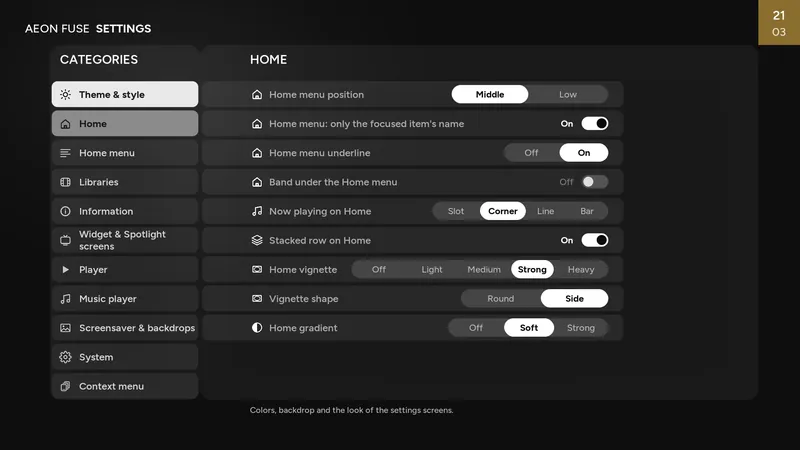 AEON FUSE SETTINGS
21
03
CATEGORIES
HOME
Theme & style
Home
Home menu
Libraries
Information
Widget & Spotlight
screens
Player
Music player
Screensaver & backdrops
System
Context menu
Home menu position Middle Low
Home menu: only the focused item's name On
Home menu underline Off On
Band under the Home menu Off
Now playing on Home Slot Corner Line Bar
Stacked row on Home On
Home vignette Off Light Medium Strong Heavy
Vignette shape Round Side
Home gradient Off Soft Strong
Colors, backdrop and the look of the settings screens.